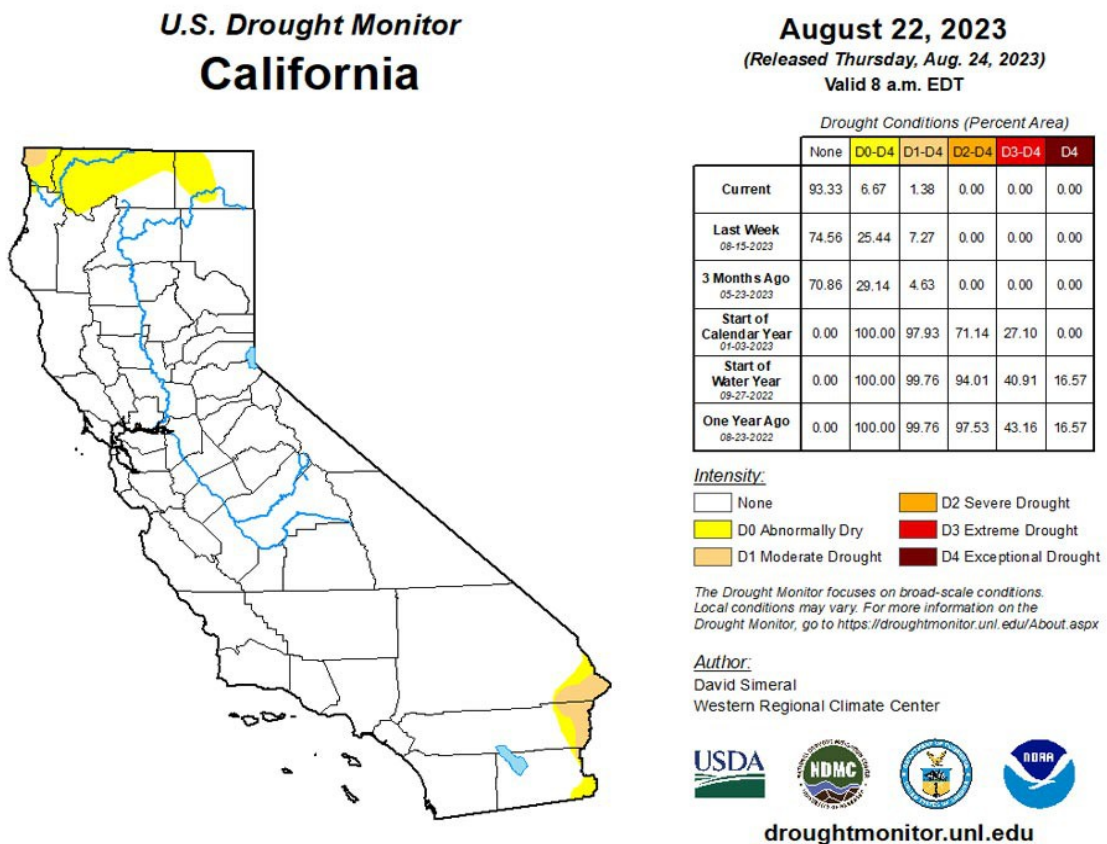 U.S. Drought Monitor
California
August 22, 2023
(Released Thursday, Aug. 24, 2023)
Valid 8 a.m. EDT
Drought Conditions (Percent Area)
None D0-D4 D1-D4 D2-D4 D3-D4 D4
Current 93.33 6.67 1.38 0.00 0.00 0.00
Last Week
08-15-2023
74.56 25.44 7.27 0.00 0.00 0.00
3 Months Ago
05-23-2023
70.86 29.14 4.63 0.00 0.00 0.00
Start of
Calendar Year
01-03-2023
0.00 100.00 97.93 71.14 27.10 0.00
Start of
Water Year
09-27-2022
0.00 100.00 99.76 94.01 40.91 16.57
One Year Ago
08-23-2022
0.00 100.00 99.76 97.53 43.16 16.57
Intensity:
None
D0 Abnormally Dry
D1 Moderate Drought
D2 Severe Drought
D3 Extreme Drought
D4 Exceptional Drought
The Drought Monitor focuses on broad-scale conditions.
Local conditions may vary. For more information on the
Drought Monitor, go to https://droughtmonitor.unl.edu/About.aspx
Author:
David Simeral
Western Regional Climate Center
USDA
NDMC
NOAA
droughtmonitor.unl.edu